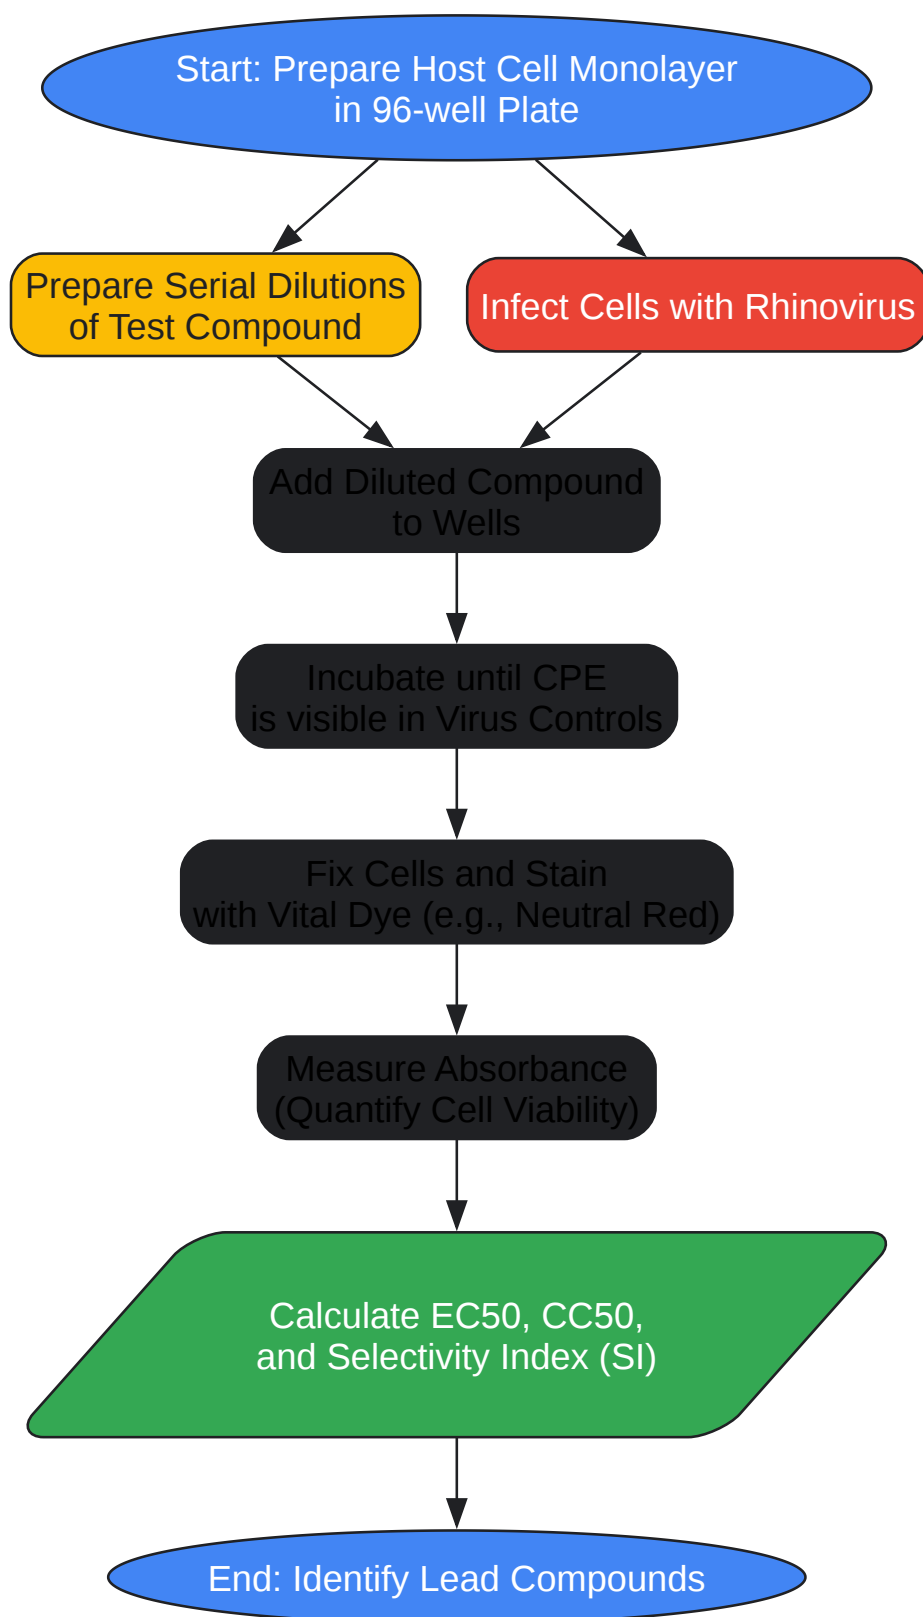 Start: Prepare Host Cell Monolayer
in 96-well Plate
Prepare Serial Dilutions
of Test Compound
Infect Cells with Rhinovirus
Add Diluted Compound
to Wells
Incubate until CPE
is visible in Virus Controls
Fix Cells and Stain
with Vital Dye (e.g., Neutral Red)
Measure Absorbance
(Quantify Cell Viability)
Calculate EC50, CC50,
and Selectivity Index (SI)
End: Identify Lead Compounds